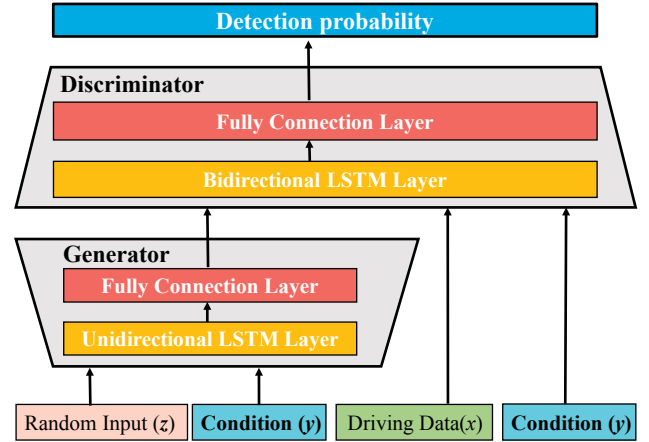 Detection probability
Discriminator
Fully Connection Layer
Bidirectional LSTM Layer
Generator
Fully Connection Layer
Unidirectional LSTM Layer
Random Input (z)
Condition (y)
Driving Data(x)
Condition (y)